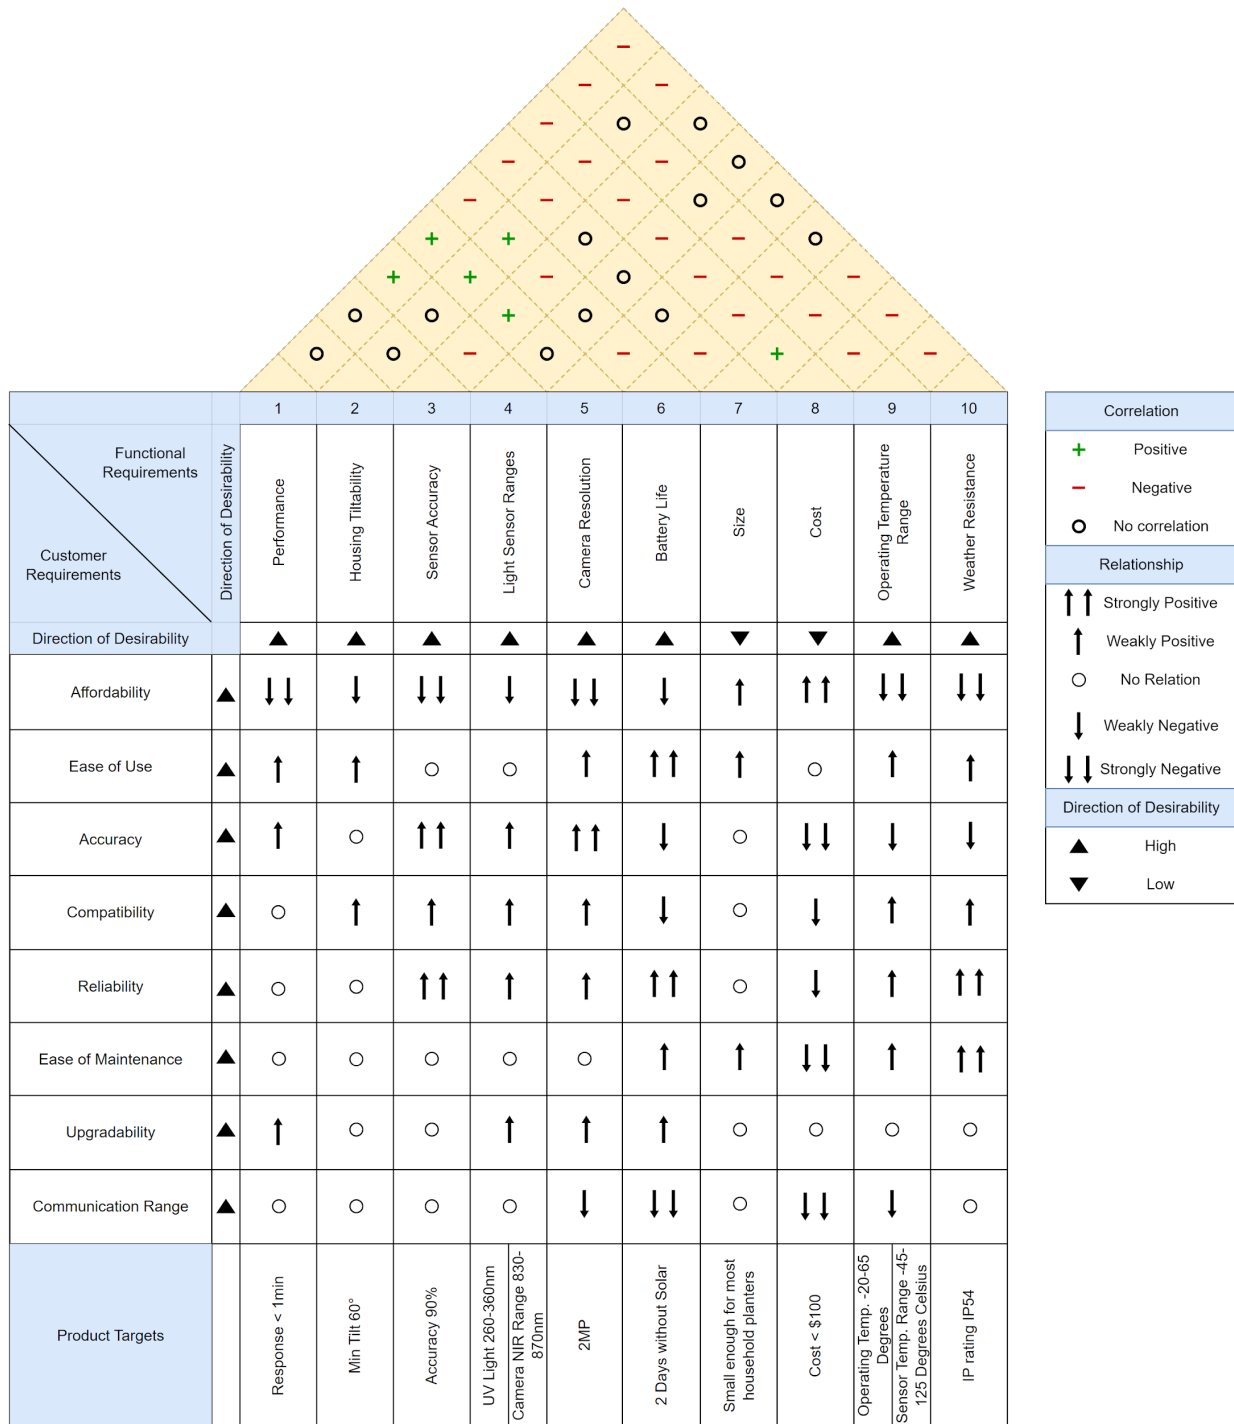 1 2 3 4 5 6 7 8 9 10
Functional
Requirements
Customer
Requirements
Direction of Desirability
Performance
Housing Tiltability
Sensor Accuracy
Light Sensor Ranges
Camera Resolution
Battery Life
Size
Cost
Operating Temperature
Range
Weather Resistance
Direction of Desirability
Affordability
Ease of Use
Accuracy
Compatibility
Reliability
Ease of Maintenance
Upgradability
Communication Range
Product Targets
Response < 1min
Min Tilt 60°
Accuracy 90%
UV Light 260-360nm
Camera NIR Range 830-
870nm
2MP
2 Days without Solar
Small enough for most
household planters
Cost < $100
Operating Temp. -20-65
Degrees
Sensor Temp. Range -45-
125 Degrees Celsius
IP rating IP54
Correlation
Positive
Negative
No correlation
Relationship
Strongly Positive
Weakly Positive
No Relation
Weakly Negative
Strongly Negative
Direction of Desirability
High
Low